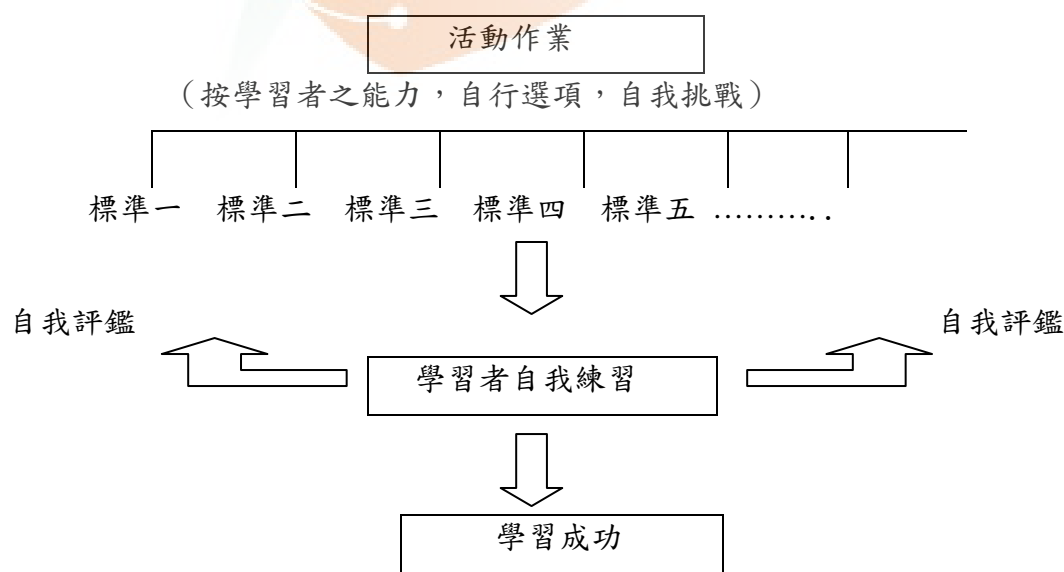 活動作業
（按學習者之能力，自行選項，自我挑戰）
標準一 標準二 標準三 標準四 標準五 ...........
自我評鑑 自我評鑑
學習者自我練習
學習成功